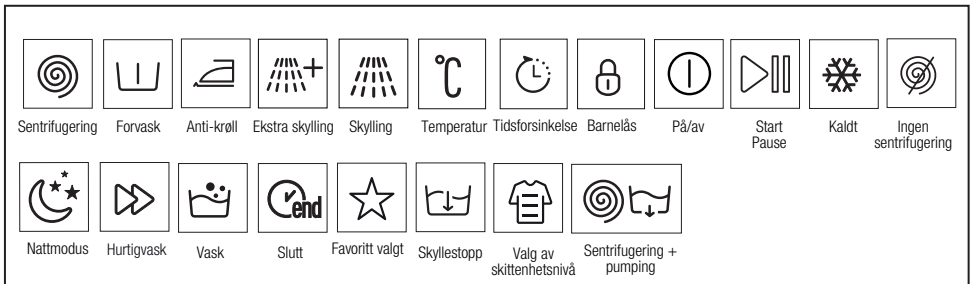 °C
Sentrifugering Forvask Anti-krøll Ekstra skylling Skylling Temperatur Tidsforsinkelse Barnelås På/av Start Pause Kaldt Ingen sentrifugering
end
Nattmodus Hurtigvask Vask Slutt Favoritt valgt Skyllestopp Valg av skittenhetsnivå Sentrifugering + pumping